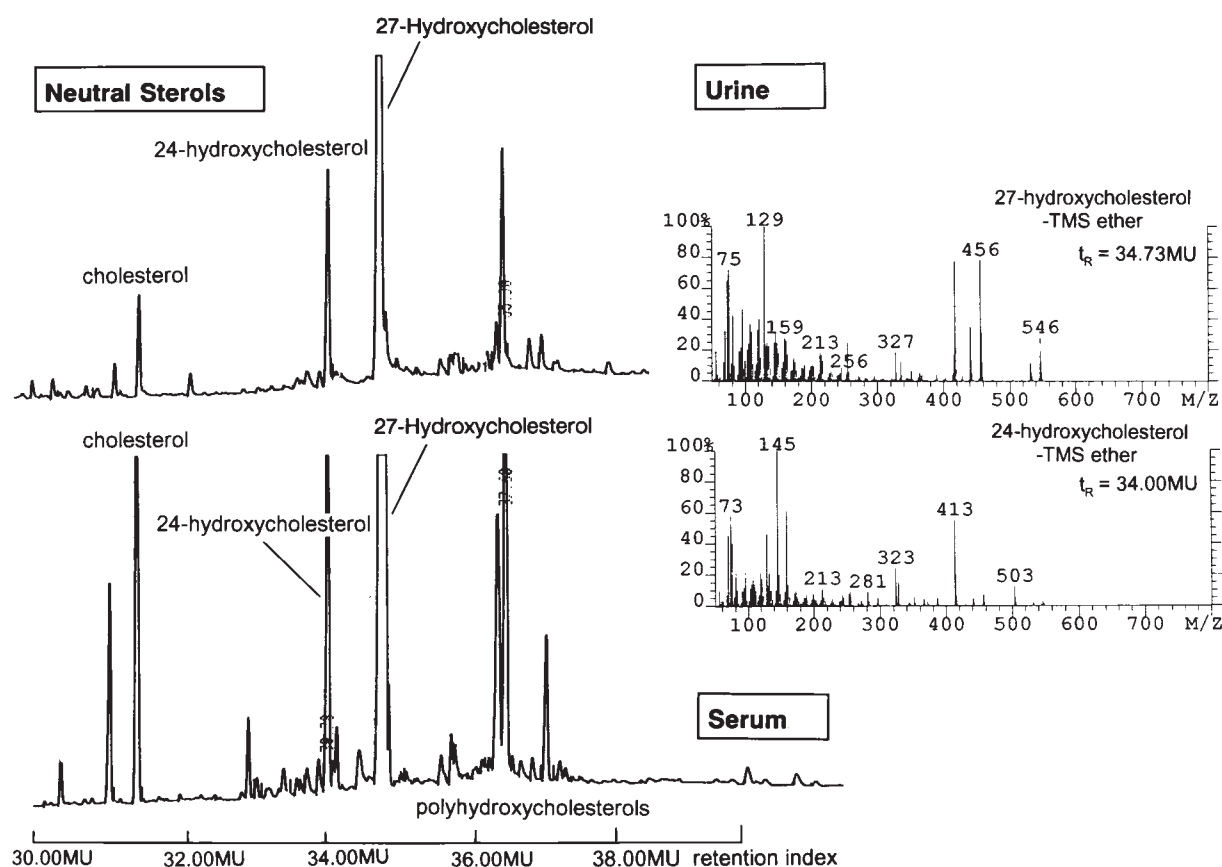 27-Hydroxycholesterol
Neutral Sterols
24-hydroxycholesterol
cholesterol
Urine
27-hydroxycholesterol
-TMS ether
tR = 34.73MU
100%
80
60
40
20
0
75
129
159
213
256
327
456
546
100 200 300 400 500 600 700 M/Z
cholesterol
27-Hydroxycholesterol
24-hydroxycholesterol
24-hydroxycholesterol
-TMS ether
tR = 34.00MU
100%
80
60
40
20
0
73
145
213
281
323
413
503
100 200 300 400 500 600 700 M/Z
Serum
polyhydroxycholesterols
30.00MU 32.00MU 34.00MU 36.00MU 38.00MU retention index